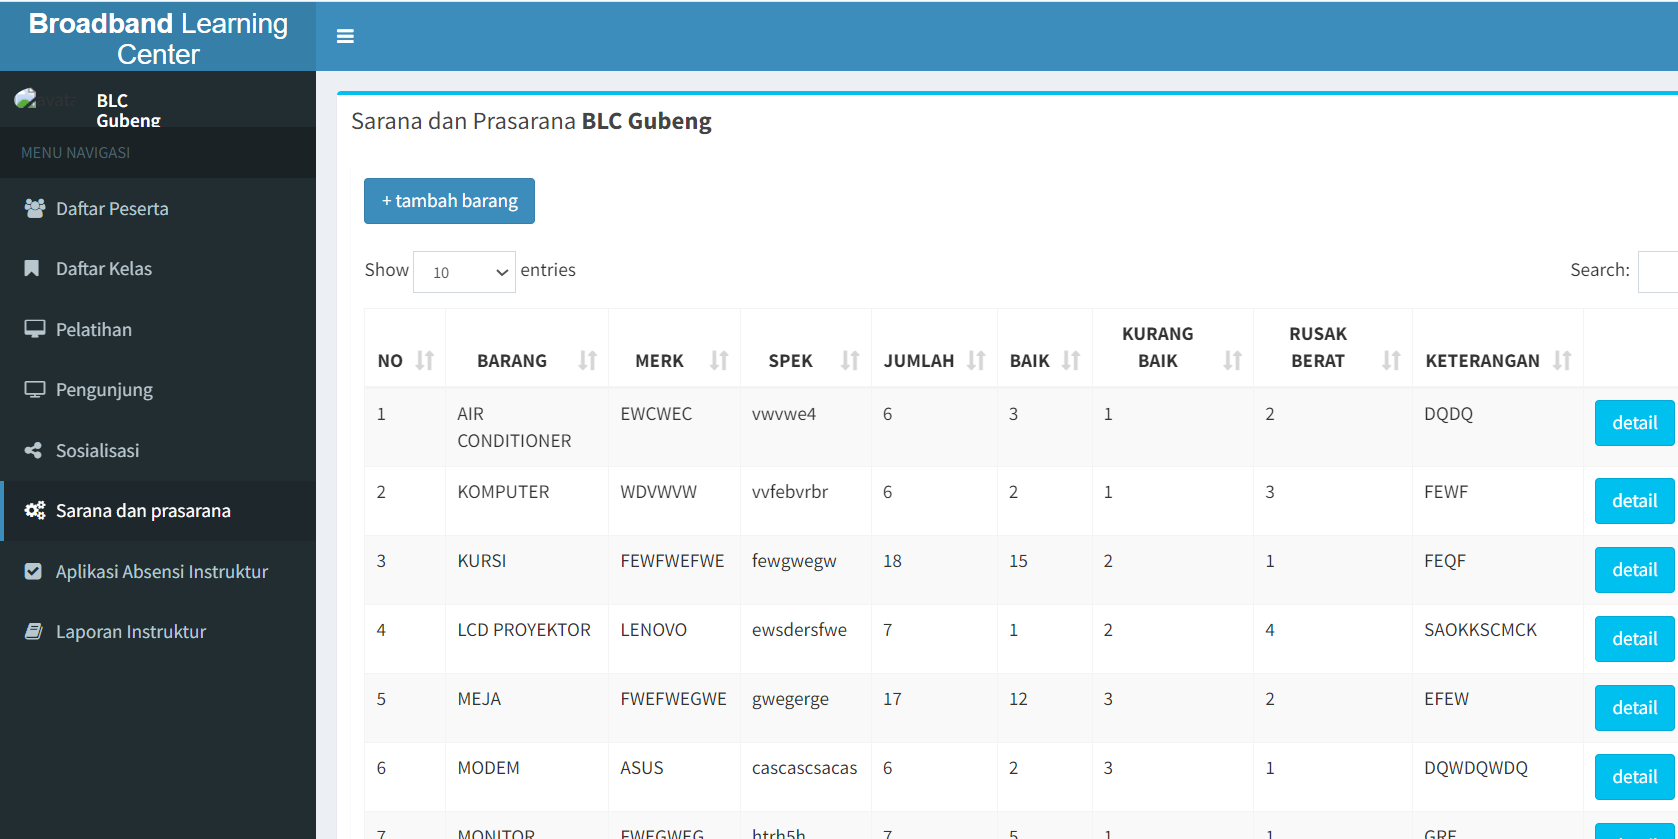 Broadband Learning
Center
BLC
Gubeng
MENU NAVIGASI
Daftar Peserta
Daftar Kelas
Pelatihan
Pengunjung
Sosialisasi
Sarana dan prasarana
Aplikasi Absensi Instruktur
Laporan Instruktur
Sarana dan Prasarana BLC Gubeng
+ tambah barang
Show 10 entries
Search:
NO BARANG MERK SPEK JUMLAH BAIK KURANG BAIK RUSAK BERAT KETERANGAN
1 AIR CONDITIONER EWCWEC vwvwe4 6 3 1 2 DQDQ detail
2 KOMPUTER WDVWVW vvfebvrbr 6 2 1 3 FEWF detail
3 KURSI FEWFWEFWE fewgwegw 18 15 2 1 FEQF detail
4 LCD PROYEKTOR LENOVO ewsdersfwe 7 1 2 4 SAOKKSCMCK detail
5 MEJA FWEFWEGWE gwegerge 17 12 3 2 EFEW detail
6 MODEM ASUS cascascsacas 6 2 3 1 DQWDQWDQ detail
7 MONITOR FWEGWEG htrh5h 7 5 1 1